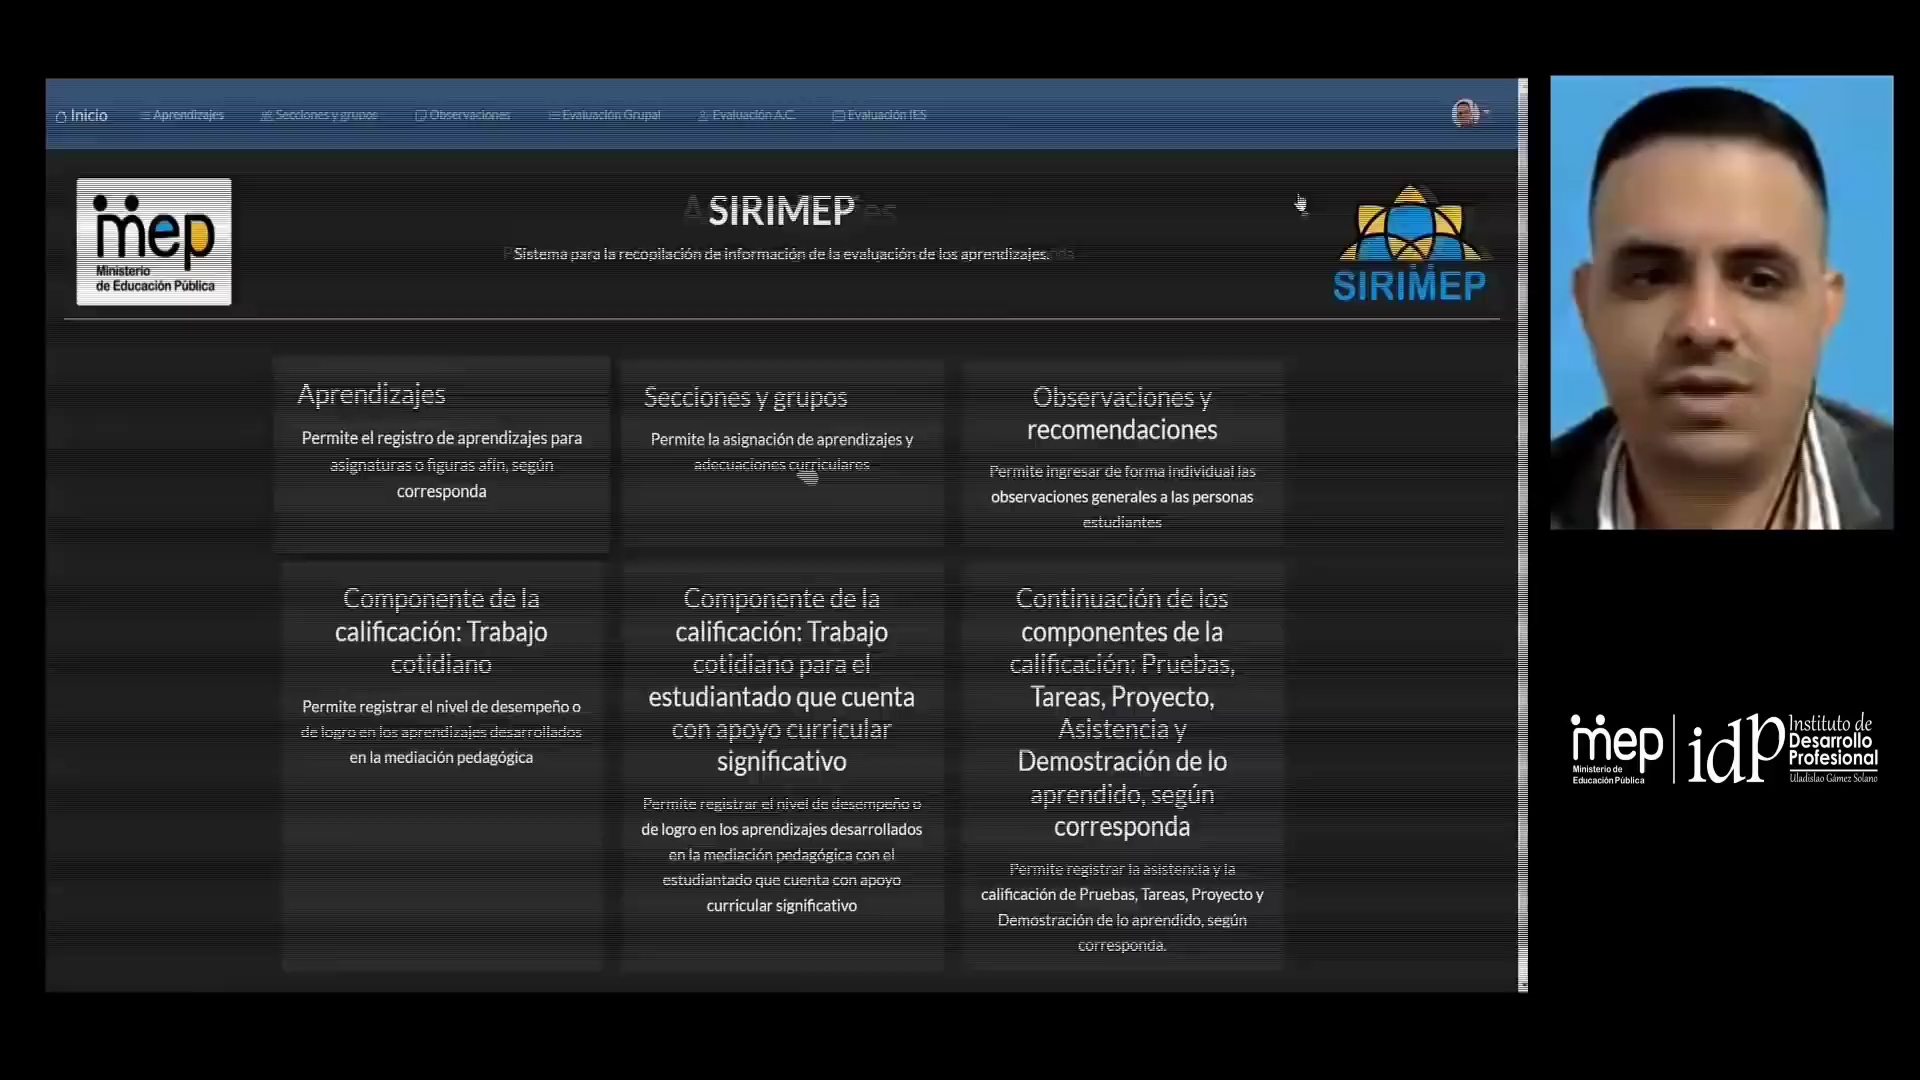 Inicio
Aprendizajes
Secciones y grupos
Observaciones
Evaluación Grupal
Evaluación A.C.
Evaluación IES
mep
Ministerio
de Educación Pública
SIRIMEP
Sistema para la recopilación de información de la evaluación de los aprendizajes.
SIRIMEP
Aprendizajes
Permite el registro de aprendizajes para
asignaturas o figuras afín, según
corresponda
Secciones y grupos
Permite la asignación de aprendizajes y
adecuaciones curriculares
Observaciones y
recomendaciones
Permite ingresar de forma individual las
observaciones generales a las personas
estudiantes
Componente de la
calificación: Trabajo
cotidiano
Permite registrar el nivel de desempeño o
de logro en los aprendizajes desarrollados
en la mediación pedagógica
Componente de la
calificación: Trabajo
cotidiano para el
estudiantado que cuenta
con apoyo curricular
significativo
Permite registrar el nivel de desempeño o
de logro en los aprendizajes desarrollados
en la mediación pedagógica con el
estudiantado que cuenta con apoyo
curricular significativo
Continuación de los
componentes de la
calificación: Pruebas,
Tareas, Proyecto,
Asistencia y
Demostración de lo
aprendido, según
corresponda
Permite registrar la asistencia y la
calificación de Pruebas, Tareas, Proyecto y
Demostración de lo aprendido, según
corresponda.
mep
Ministerio de
Educación Pública
idp
Instituto de
Desarrollo
Profesional
Uladislao Gámez Solano